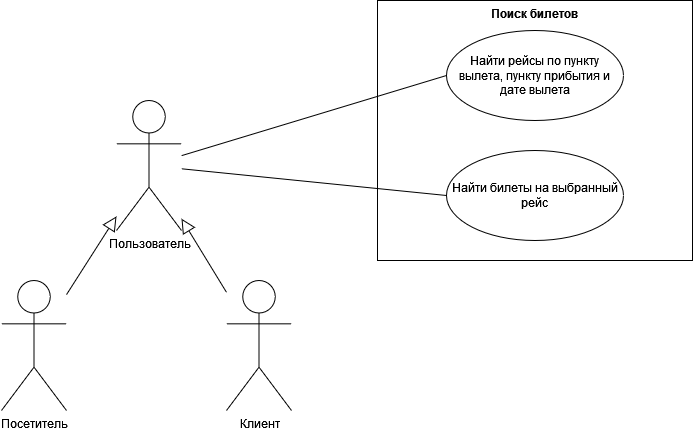 Поиск билетов
Найти рейсы по пункту
вылета, пункту прибытия и
дате вылета
Найти билеты на выбранный
рейс
Пользователь
Посетитель
Клиент